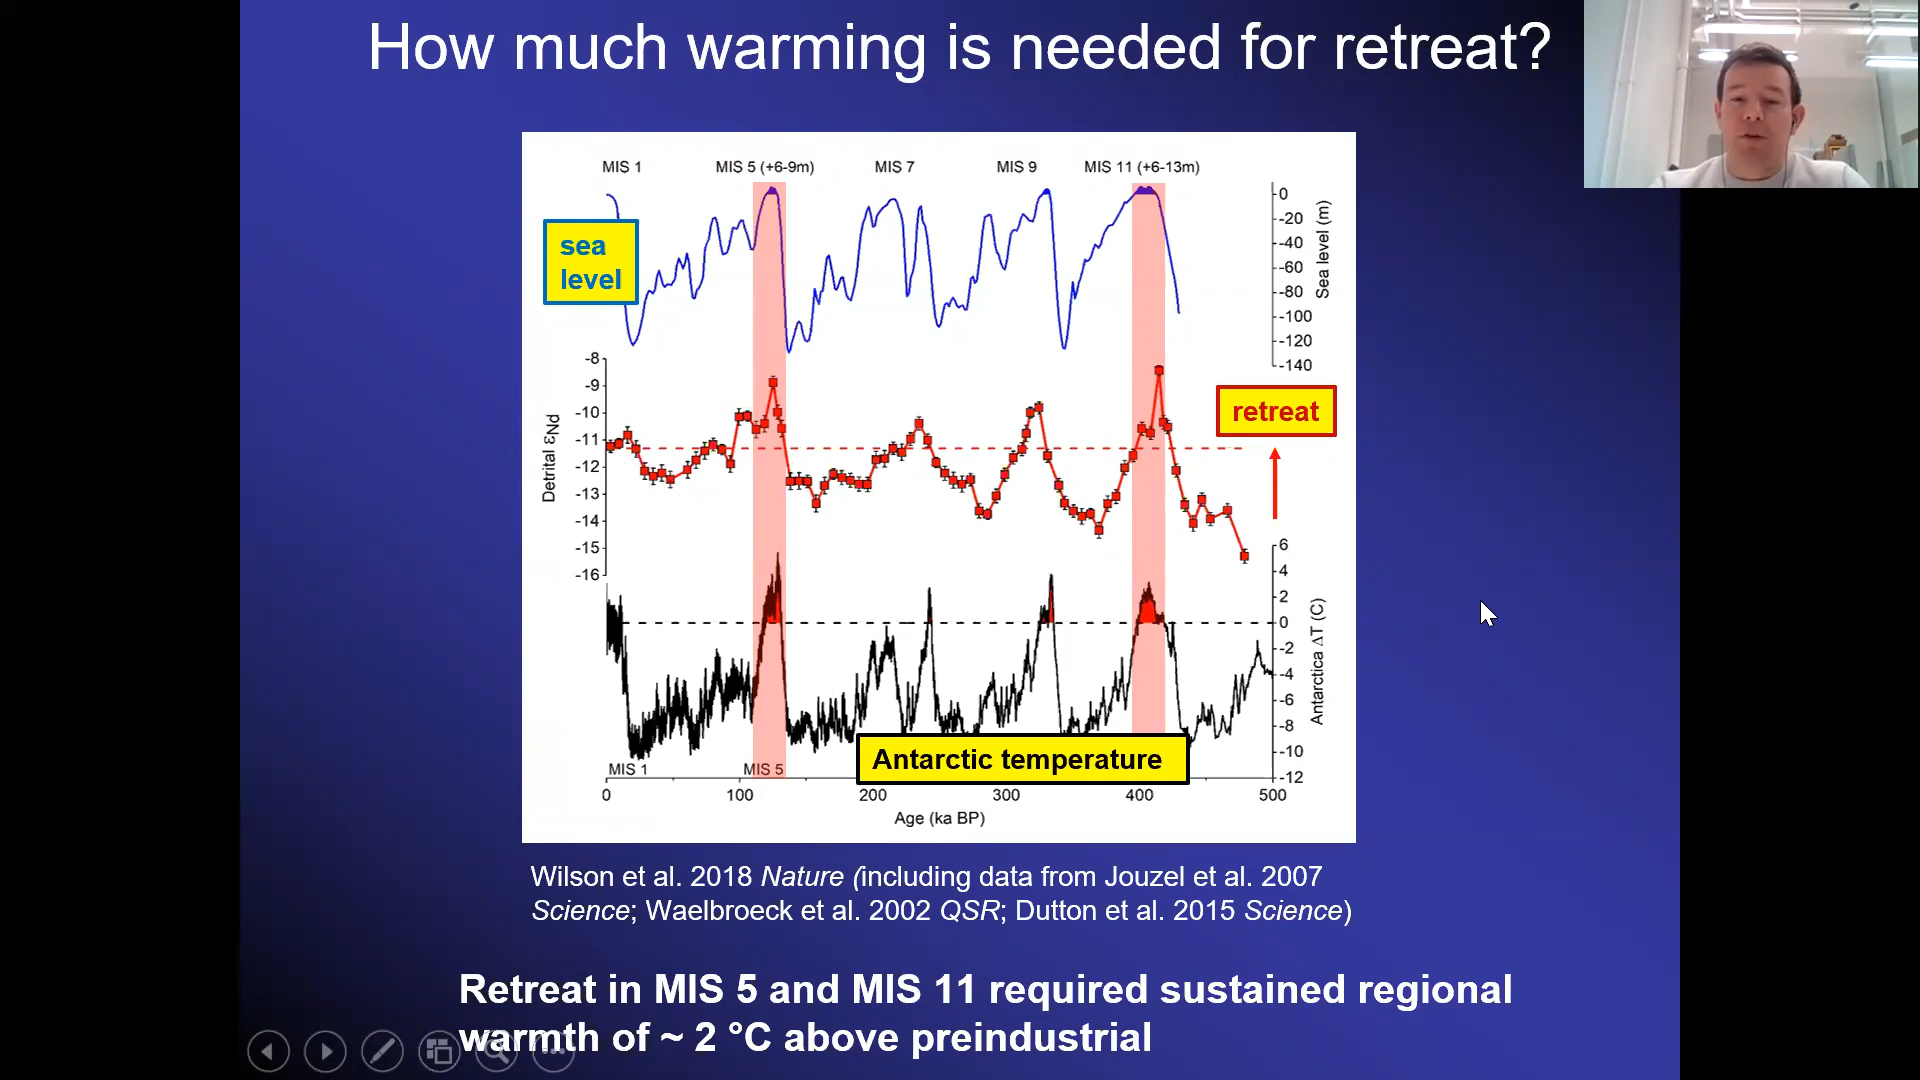 How much warming is needed for retreat?
MIS 1 MIS 5 (+6-9m) MIS 7 MIS 9 MIS 11 (+6-13m)
sea
level
0
-20
-40
-60
-80
-100
-120
-140
Sea level (m)
-8
-9
-10
-11
-12
-13
-14
-15
-16
Detrital εNd
retreat
6
4
2
0
-2
-4
-6
-8
-10
-12
Antarctica ΔT (C)
Antarctic temperature
MIS 1 MIS 5
0 100 200 300 400 500
Age (ka BP)
Wilson et al. 2018 Nature (including data from Jouzel et al. 2007
Science; Waelbroeck et al. 2002 QSR; Dutton et al. 2015 Science)
Retreat in MIS 5 and MIS 11 required sustained regional
warmth of ~ 2 °C above preindustrial